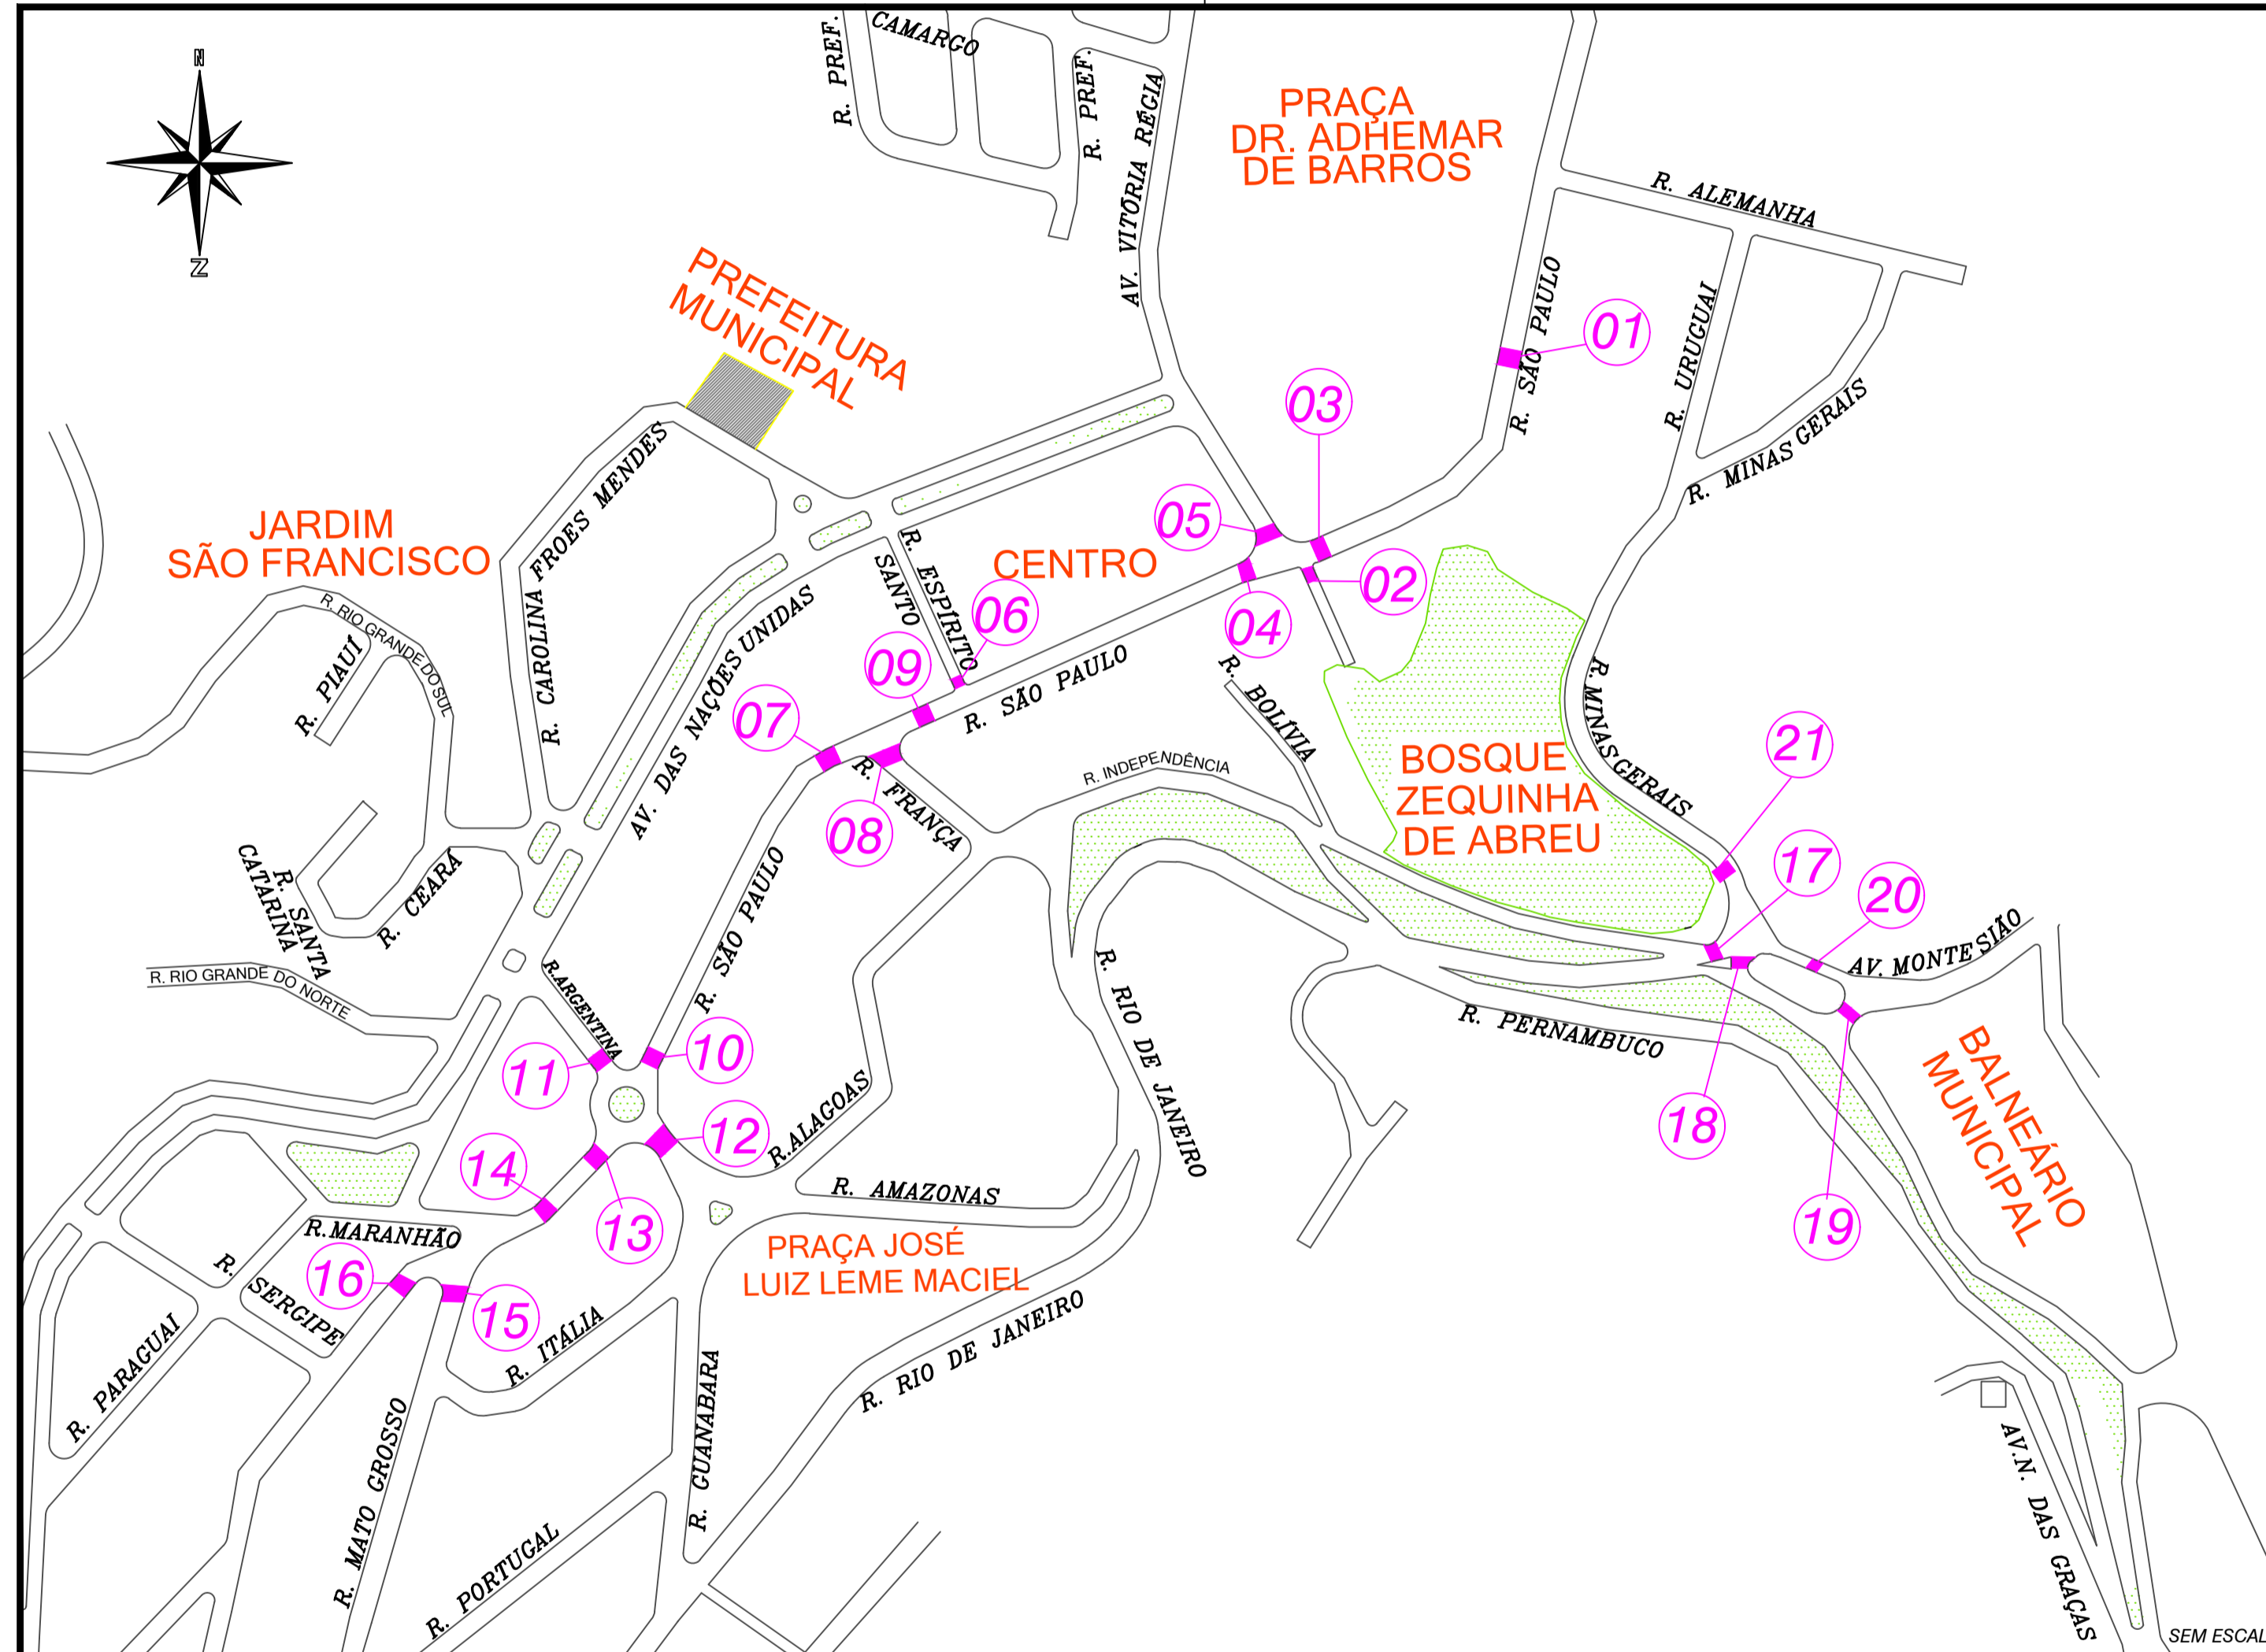 N
N
R. PREF.
CAMARGO
R. PREF.
AV. VITÓRIA RÉGIA
PRAÇA
DR. ADHEMAR
DE BARROS
R. ALEMANHA
R. SÃO PAULO
01
R. URUGUAI
R. MINAS GERAIS
PREFEITURA
MUNICIPAL
03
05
02
04
CENTRO
JARDIM
SÃO FRANCISCO
R. CAROLINA FROES MENDES
R. ESPÍRITO
SANTO
06
09
07
08
R. RIO GRANDE DO SUL
R. PIAUÍ
AV. DAS NAÇÕES UNIDAS
R. SÃO PAULO
R. BOLÍVIA
R. INDEPENDÊNCIA
R. FRANÇA
BOSQUE
ZEQUINHA
DE ABREU
R. MINAS GERAIS
21
17
20
AV. MONTE SIÃO
R. CEARÁ
R. SANTA
CATARINA
R. RIO GRANDE DO NORTE
R. SÃO PAULO
R. ARGENTINA
11
10
12
14
13
R. ALAGOAS
R. AMAZONAS
R. RIO DE JANEIRO
R. PERNAMBUCO
18
19
BALNEÁRIO
MUNICIPAL
R. MARANHÃO
16
15
R. SERGIPE
R. PARAGUAI
R. ITÁLIA
PRAÇA JOSÉ
LUIZ LEME MACIEL
R. RIO DE JANEIRO
R. GUANABARA
R. MATO GROSSO
R. PORTUGAL
AV. N. DAS GRAÇAS
SEM ESCAL